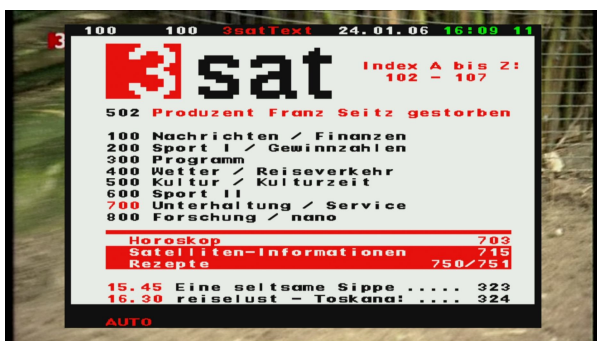 3
100 100 3satText 24.01.06 16:09 11
3sat
Index A bis Z:
102 - 107
502 Produzent Franz Seitz gestorben
100 Nachrichten / Finanzen
200 Sport I / Gewinnzahlen
300 Programm
400 Wetter / Reiseverkehr
500 Kultur / Kulturzeit
600 Sport II
700 Unterhaltung / Service
800 Forschung / nano
Horoskop 703
Satelliten-Informationen 715
Rezepte 750/751
15.45 Eine seltsame Sippe ..... 323
16.30 reiselust - Toskana: .... 324
AUTO